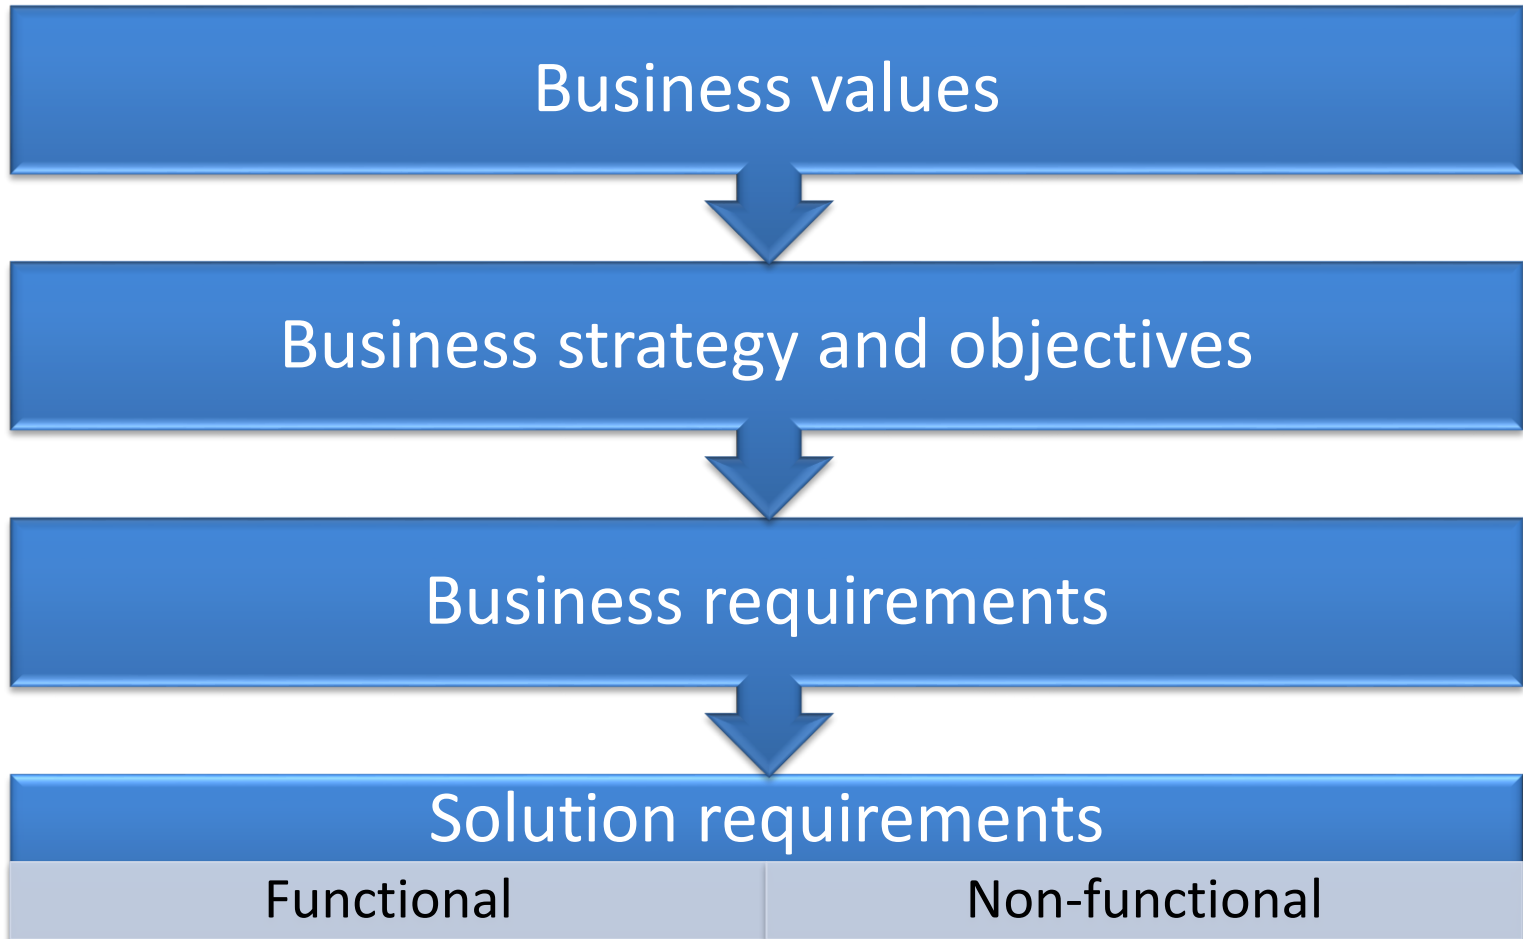 Business values
Business strategy and objectives
Business requirements
Solution requirements
Functional
Non-functional